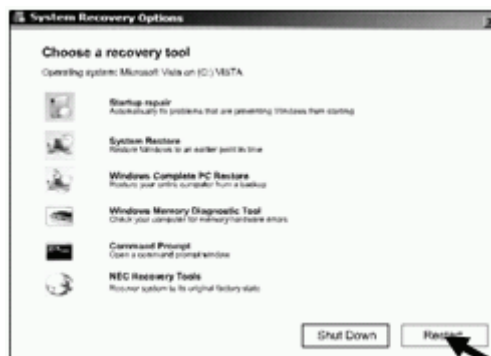 System Recovery Options
Choose a recovery tool
Operating system: Microsoft Vista on (C:) VISTA
Startup repair
Automatically fix problems that are preventing Windows from starting
System Restore
Restore Windows to an earlier point in time
Windows Complete PC Restore
Restore your entire computer from a backup
Windows Memory Diagnostic Tool
Check your computer for memory hardware errors
Command Prompt
Open a command prompt window
NEC Recovery Tools
Recover system to its original factory state
Shut Down
Restart